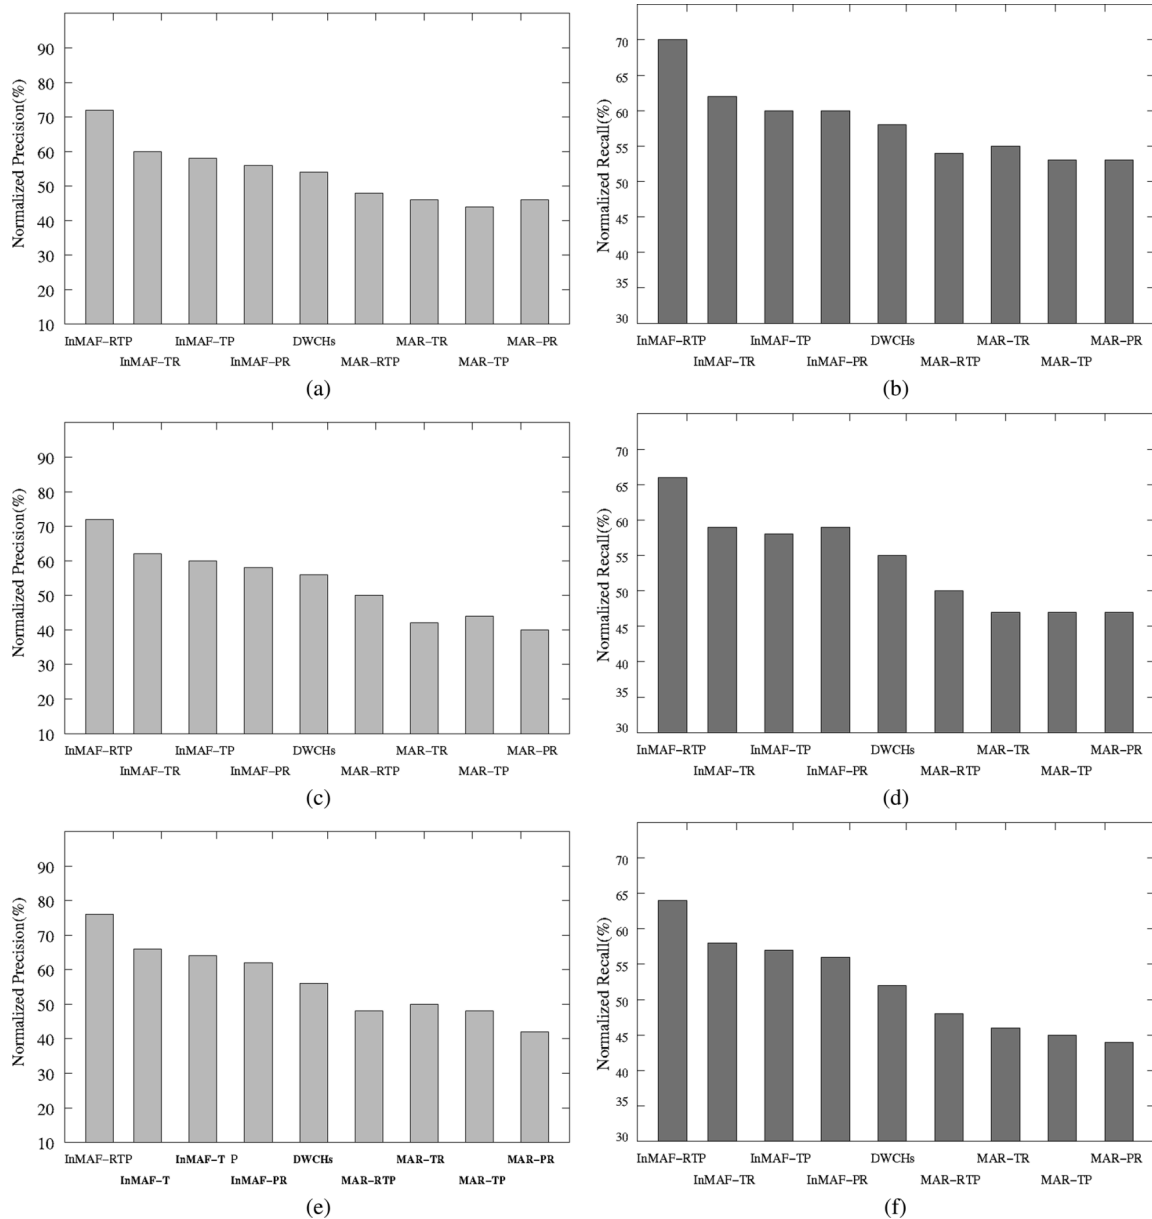 Normalized Precision(%)
90
80
70
60
50
40
30
20
10
InMAF-RTP InMAF-TP DWCHs MAR-TR MAR-PR
InMAF-TR InMAF-PR MAR-RTP MAR-TP
(a)
Normalized Recall(%)
70
65
60
55
50
45
40
35
30
InMAF-RTP InMAF-TP DWCHs MAR-TR MAR-PR
InMAF-TR InMAF-PR MAR-RTP MAR-TP
(b)
Normalized Precision(%)
90
80
70
60
50
40
30
20
10
InMAF-RTP InMAF-TP DWCHs MAR-TR MAR-PR
InMAF-TR InMAF-PR MAR-RTP MAR-TP
(c)
Normalized Recall(%)
70
65
60
55
50
45
40
35
30
InMAF-RTP InMAF-TP DWCHs MAR-TR MAR-PR
InMAF-TR InMAF-PR MAR-RTP MAR-TP
(d)
Normalized Precision(%)
90
80
70
60
50
40
30
20
10
InMAF-RTP InMAF-T P DWCHs MAR-TR MAR-PR
InMAF-T InMAF-PR MAR-RTP MAR-TP
(e)
Normalized Recall(%)
70
65
60
55
50
45
40
35
30
InMAF-RTP InMAF-TP DWCHs MAR-TR MAR-PR
InMAF-TR InMAF-PR MAR-RTP MAR-TP
(f)